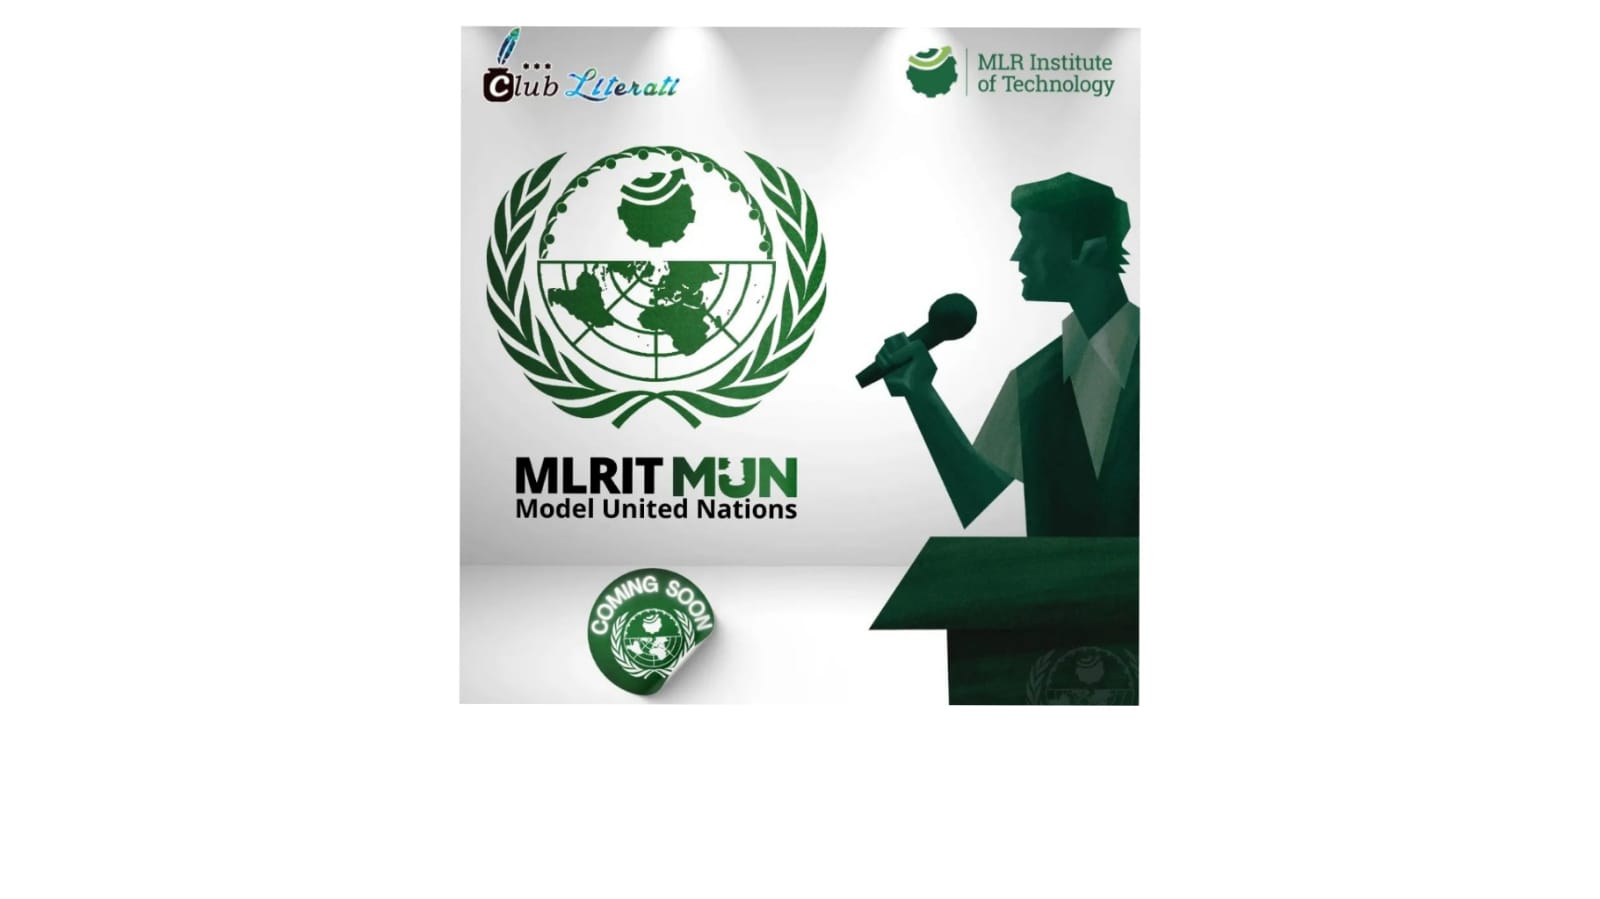 Club Literati
MLR Institute
of Technology
MLRIT MUN
Model United Nations
COMING SOON